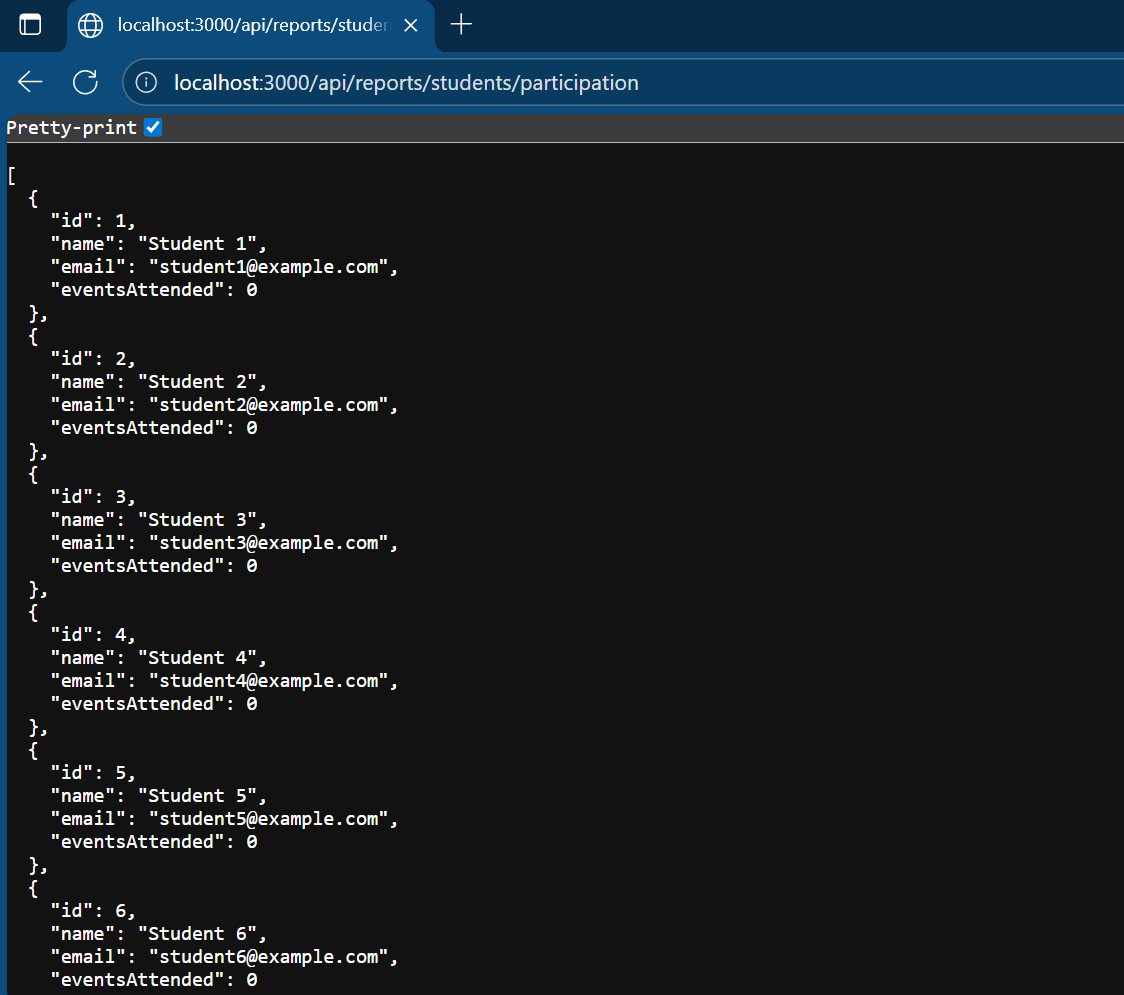 localhost:3000/api/reports/studen
localhost:3000/api/reports/students/participation
Pretty-print
[
  {
    "id": 1,
    "name": "Student 1",
    "email": "student1@example.com",
    "eventsAttended": 0
  },
  {
    "id": 2,
    "name": "Student 2",
    "email": "student2@example.com",
    "eventsAttended": 0
  },
  {
    "id": 3,
    "name": "Student 3",
    "email": "student3@example.com",
    "eventsAttended": 0
  },
  {
    "id": 4,
    "name": "Student 4",
    "email": "student4@example.com",
    "eventsAttended": 0
  },
  {
    "id": 5,
    "name": "Student 5",
    "email": "student5@example.com",
    "eventsAttended": 0
  },
  {
    "id": 6,
    "name": "Student 6",
    "email": "student6@example.com",
    "eventsAttended": 0